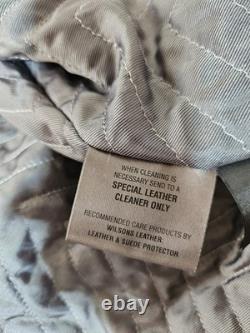 WHEN CLEANING IS
NECESSARY SEND TO A
SPECIAL LEATHER
CLEANER ONLY
RECOMMENDED CARE PRODUCTS BY
WILSONS LEATHER:
LEATHER & SUEDE PROTECTOR.